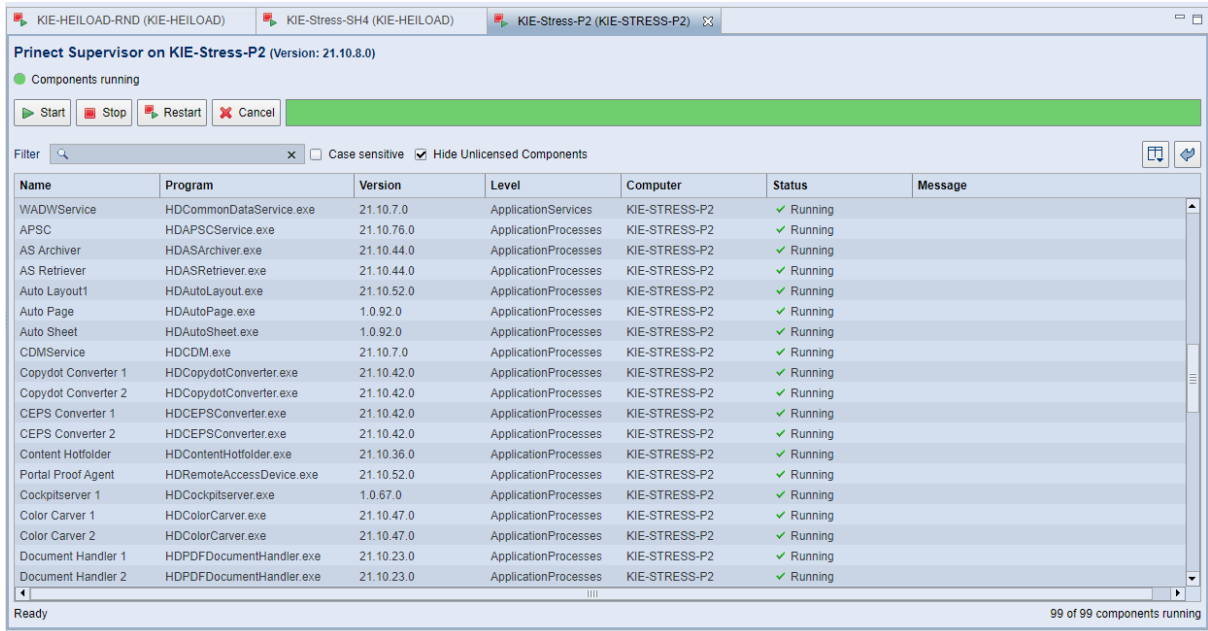 KIE-HEILOAD-RND (KIE-HEILOAD) KIE-Stress-SH4 (KIE-HEILOAD) KIE-Stress-P2 (KIE-STRESS-P2)
Prinect Supervisor on KIE-Stress-P2 (Version: 21.10.8.0)
Components running
Start Stop Restart Cancel
Filter Case sensitive Hide Unlicensed Components
Name Program Version Level Computer Status Message
WADWService HDCommonDataService.exe 21.10.7.0 ApplicationServices KIE-STRESS-P2 Running
APSC HDAPSCService.exe 21.10.76.0 ApplicationProcesses KIE-STRESS-P2 Running
AS Archiver HDASArchiver.exe 21.10.44.0 ApplicationProcesses KIE-STRESS-P2 Running
AS Retriever HDASRetriever.exe 21.10.44.0 ApplicationProcesses KIE-STRESS-P2 Running
Auto Layout1 HDAutoLayout.exe 21.10.52.0 ApplicationProcesses KIE-STRESS-P2 Running
Auto Page HDAutoPage.exe 1.0.92.0 ApplicationProcesses KIE-STRESS-P2 Running
Auto Sheet HDAutoSheet.exe 1.0.92.0 ApplicationProcesses KIE-STRESS-P2 Running
CDMService HDCDM.exe 21.10.7.0 ApplicationProcesses KIE-STRESS-P2 Running
Copydot Converter 1 HDCopydotConverter.exe 21.10.42.0 ApplicationProcesses KIE-STRESS-P2 Running
Copydot Converter 2 HDCopydotConverter.exe 21.10.42.0 ApplicationProcesses KIE-STRESS-P2 Running
CEPS Converter 1 HDCEPSConverter.exe 21.10.42.0 ApplicationProcesses KIE-STRESS-P2 Running
CEPS Converter 2 HDCEPSConverter.exe 21.10.42.0 ApplicationProcesses KIE-STRESS-P2 Running
Content Hotfolder HDContentHotfolder.exe 21.10.36.0 ApplicationProcesses KIE-STRESS-P2 Running
Portal Proof Agent HDRemoteAccessDevice.exe 21.10.52.0 ApplicationProcesses KIE-STRESS-P2 Running
Cockpitserver 1 HDCockpitserver.exe 1.0.67.0 ApplicationProcesses KIE-STRESS-P2 Running
Color Carver 1 HDColorCarver.exe 21.10.47.0 ApplicationProcesses KIE-STRESS-P2 Running
Color Carver 2 HDColorCarver.exe 21.10.47.0 ApplicationProcesses KIE-STRESS-P2 Running
Document Handler 1 HDPDFDocumentHandler.exe 21.10.23.0 ApplicationProcesses KIE-STRESS-P2 Running
Document Handler 2 HDPDFDocumentHandler.exe 21.10.23.0 ApplicationProcesses KIE-STRESS-P2 Running
Ready 99 of 99 components running